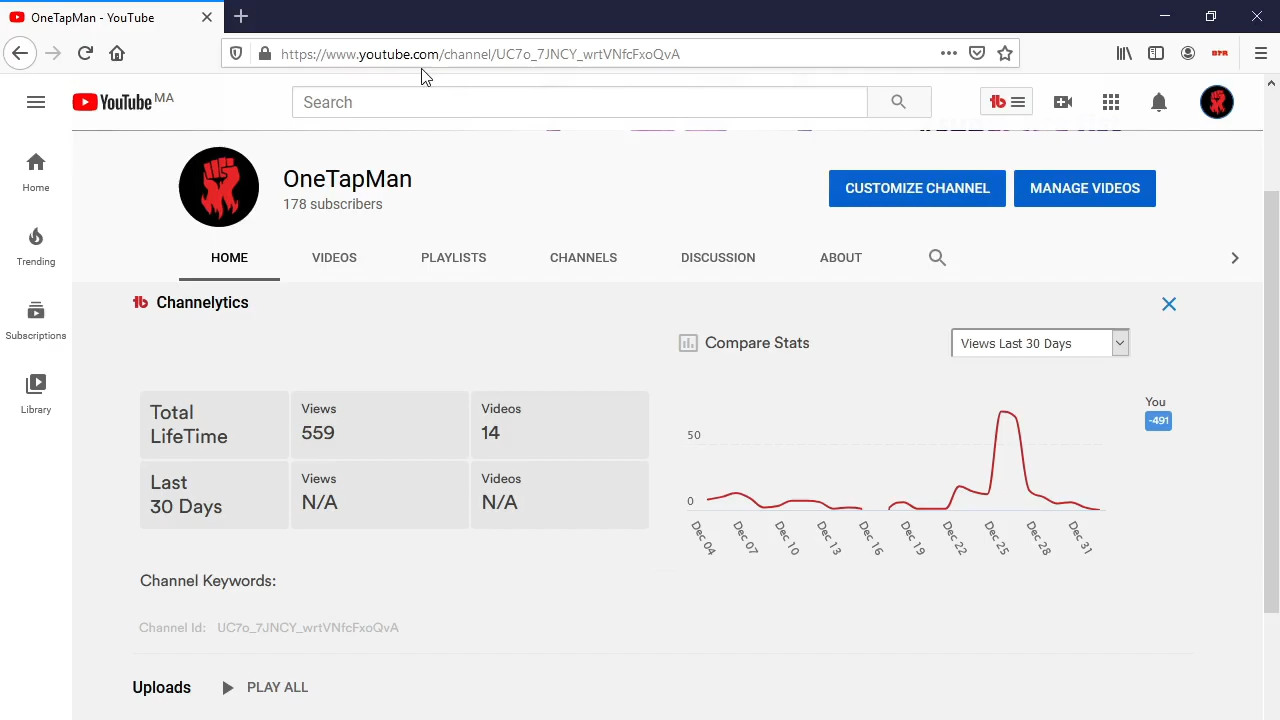 OneTapMan - YouTube
https://www.youtube.com/channel/UC7o_7JNCY_wrtVNfcFxoQvA
YouTube MA
Search
Home
Trending
Subscriptions
Library
OneTapMan
178 subscribers
CUSTOMIZE CHANNEL
MANAGE VIDEOS
HOME VIDEOS PLAYLISTS CHANNELS DISCUSSION ABOUT
tb Channelytics
Compare Stats
Views Last 30 Days
Total LifeTime
Views
559
Videos
14
Last 30 Days
Views
N/A
Videos
N/A
50
0
Dec 04 Dec 07 Dec 10 Dec 13 Dec 16 Dec 19 Dec 22 Dec 25 Dec 28 Dec 31
You
-491
Channel Keywords:
Channel Id: UC7o_7JNCY_wrtVNfcFxoQvA
Uploads PLAY ALL